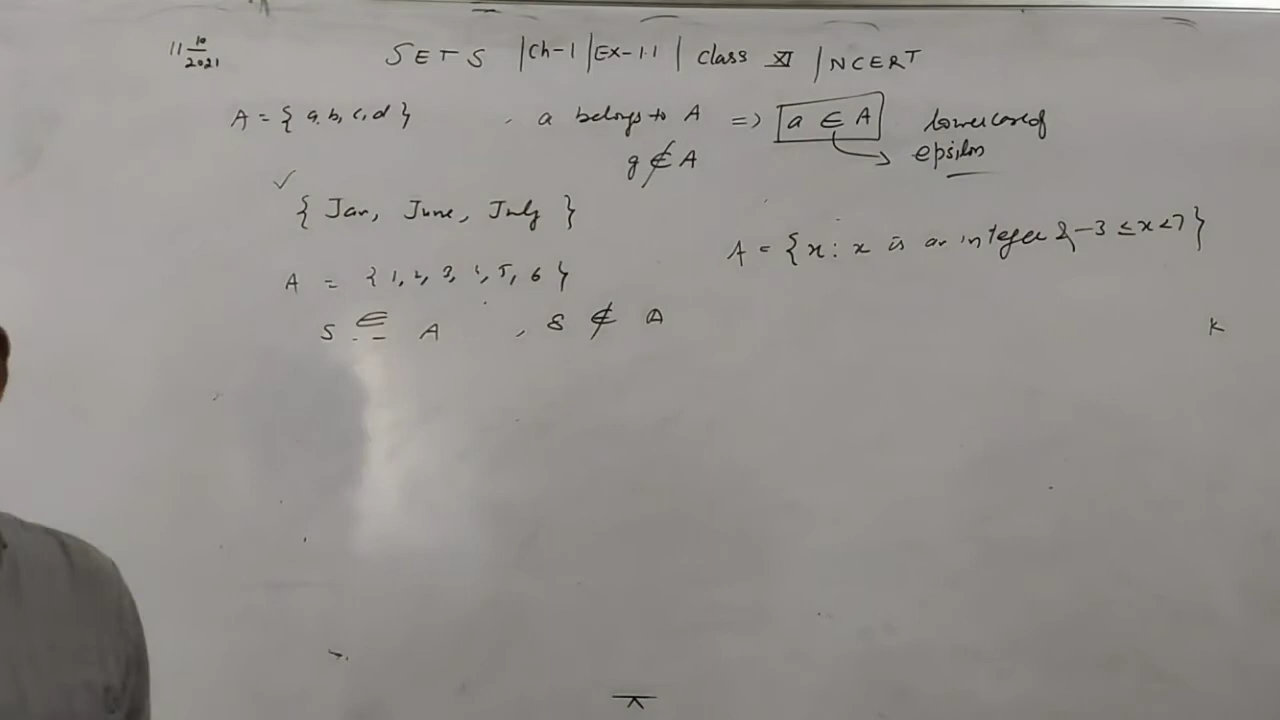 11 10/2021
SETS |Ch-1|Ex-1.1| Class XI |NCERT
A = { a, b, c, d } , a belongs to A => a ∈ A lowercase of
epsilon
g ∉ A
{ Jan, June, July }
A = {x : x is an integer & -3 ≤ x < 7}
A = { 1, 2, 3, 4, 5, 6 }
5 ∈ A , 8 ∉ A
K